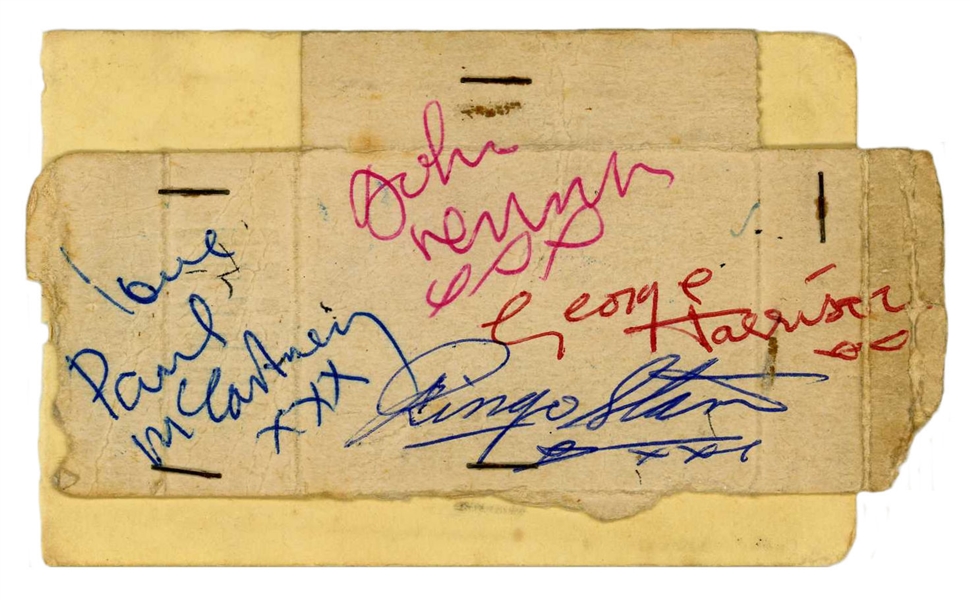 John
Lennon
xxx
love
Paul
McCartney
xxx
George
Harrison
xx
Ringo Starr
xxx